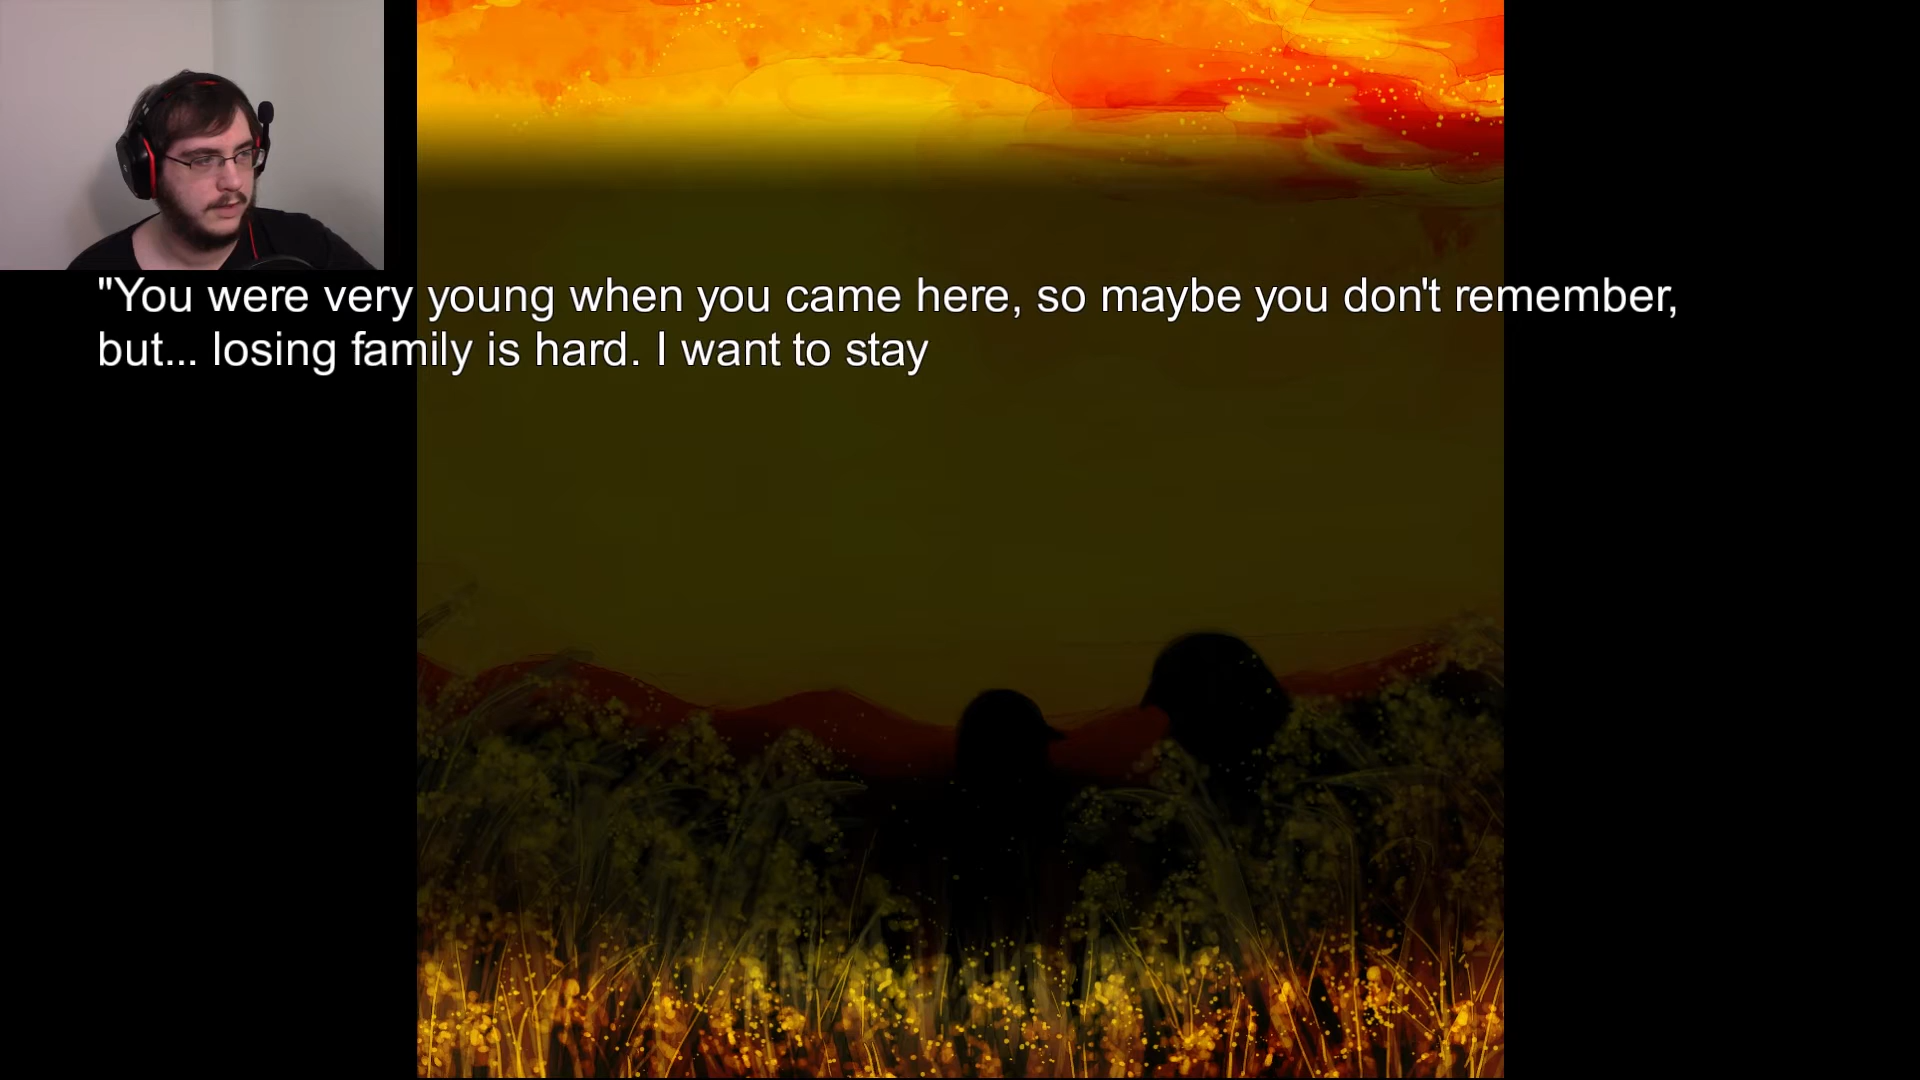 "You were very young when you came here, so maybe you don't remember,
but... losing family is hard. I want to stay